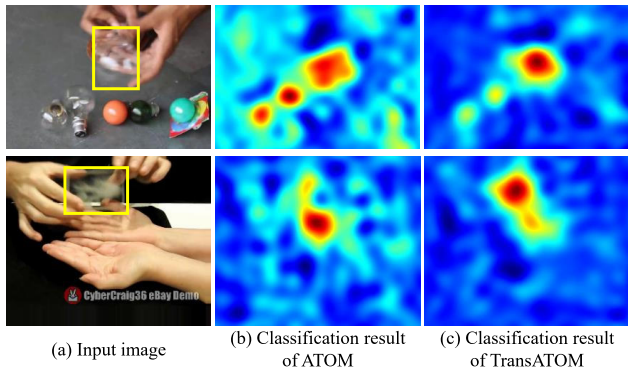 CyberCraig36 eBay Demo
(a) Input image
(b) Classification result
of ATOM
(c) Classification result
of TransATOM